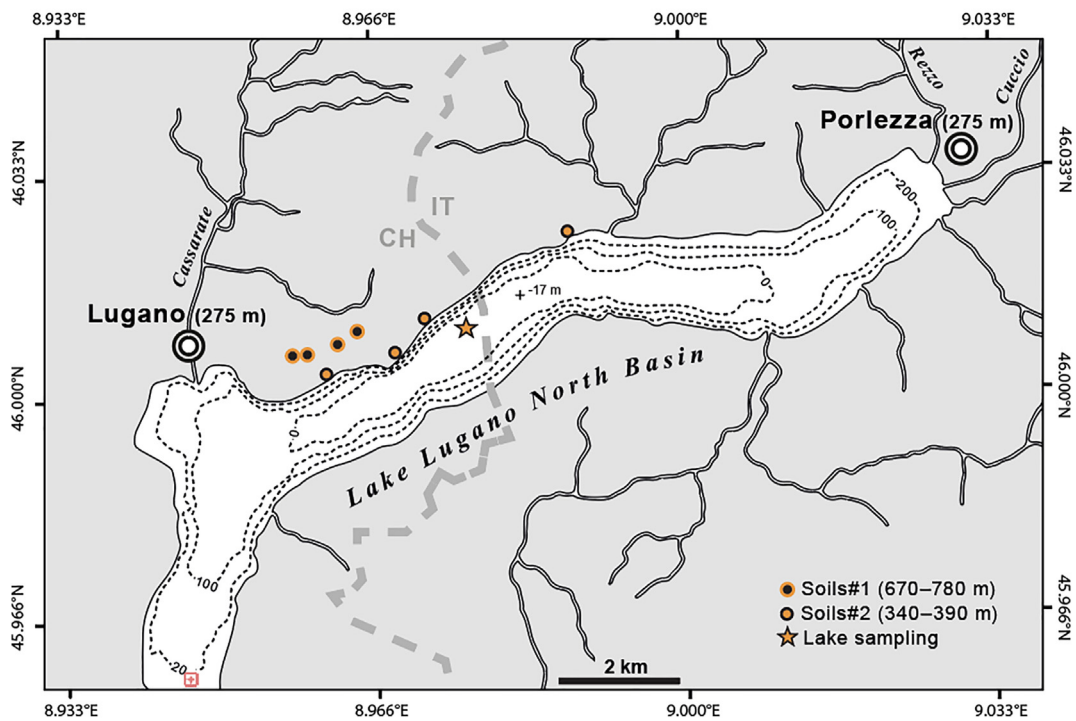 8.933°E 8.966°E 9.000°E 9.033°E
Rezzo
Cuccio
Porlezza (275 m)
46.033°N
46.033°N
-200
100
IT
CH
Cassarate
-17 m
0
Lugano (275 m)
46.000°N
46.000°N
0
Lake Lugano North Basin
100
45.966°N
45.966°N
Soils#1 (670–780 m)
Soils#2 (340–390 m)
Lake sampling
-20
2 km
8.933°E 8.966°E 9.000°E 9.033°E